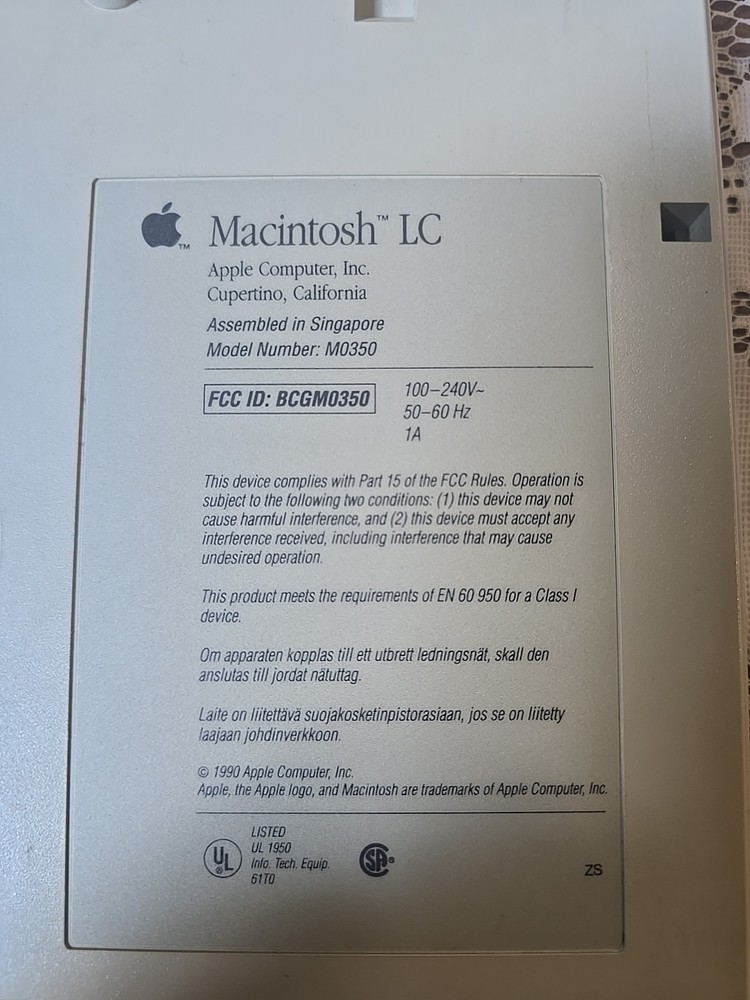 Macintosh™ LC
™
Apple Computer, Inc.
Cupertino, California
Assembled in Singapore
Model Number: M0350
FCC ID: BCGM0350
100–240V~
50–60 Hz
1A
This device complies with Part 15 of the FCC Rules. Operation is
subject to the following two conditions: (1) this device may not
cause harmful interference, and (2) this device must accept any
interference received, including interference that may cause
undesired operation.
This product meets the requirements of EN 60 950 for a Class I
device.
Om apparaten kopplas till ett utbrett ledningsnät, skall den
anslutas till jordat nätuttag.
Laite on liitettävä suojakosketinpistorasiaan, jos se on liitetty
laajaan johdinverkkoon.
© 1990 Apple Computer, Inc.
Apple, the Apple logo, and Macintosh are trademarks of Apple Computer, Inc.
UL
®
LISTED
UL 1950
Info. Tech. Equip.
61T0
SA®
ZS